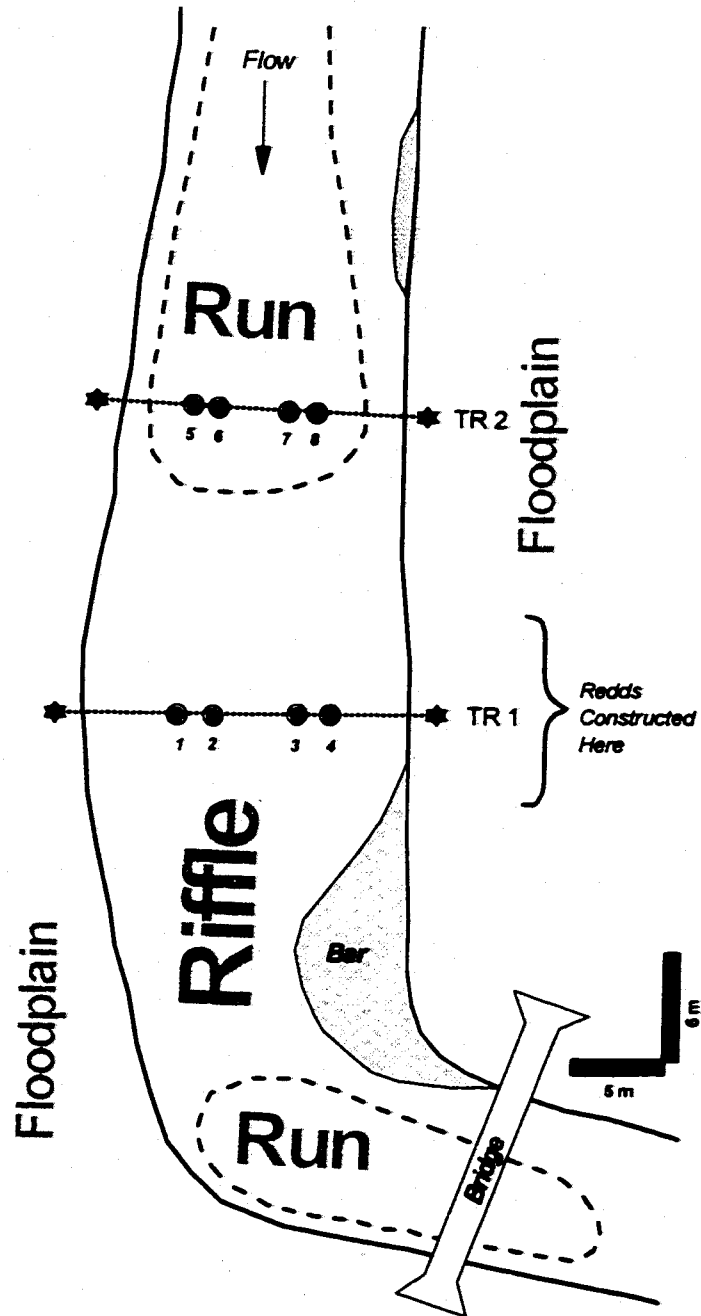 Flow
Run
5 6 7 8
TR 2
Floodplain
Redds
Constructed
Here
1 2 3 4
TR 1
Riffle
Bar
Floodplain
6 m
5 m
Run
Bridge